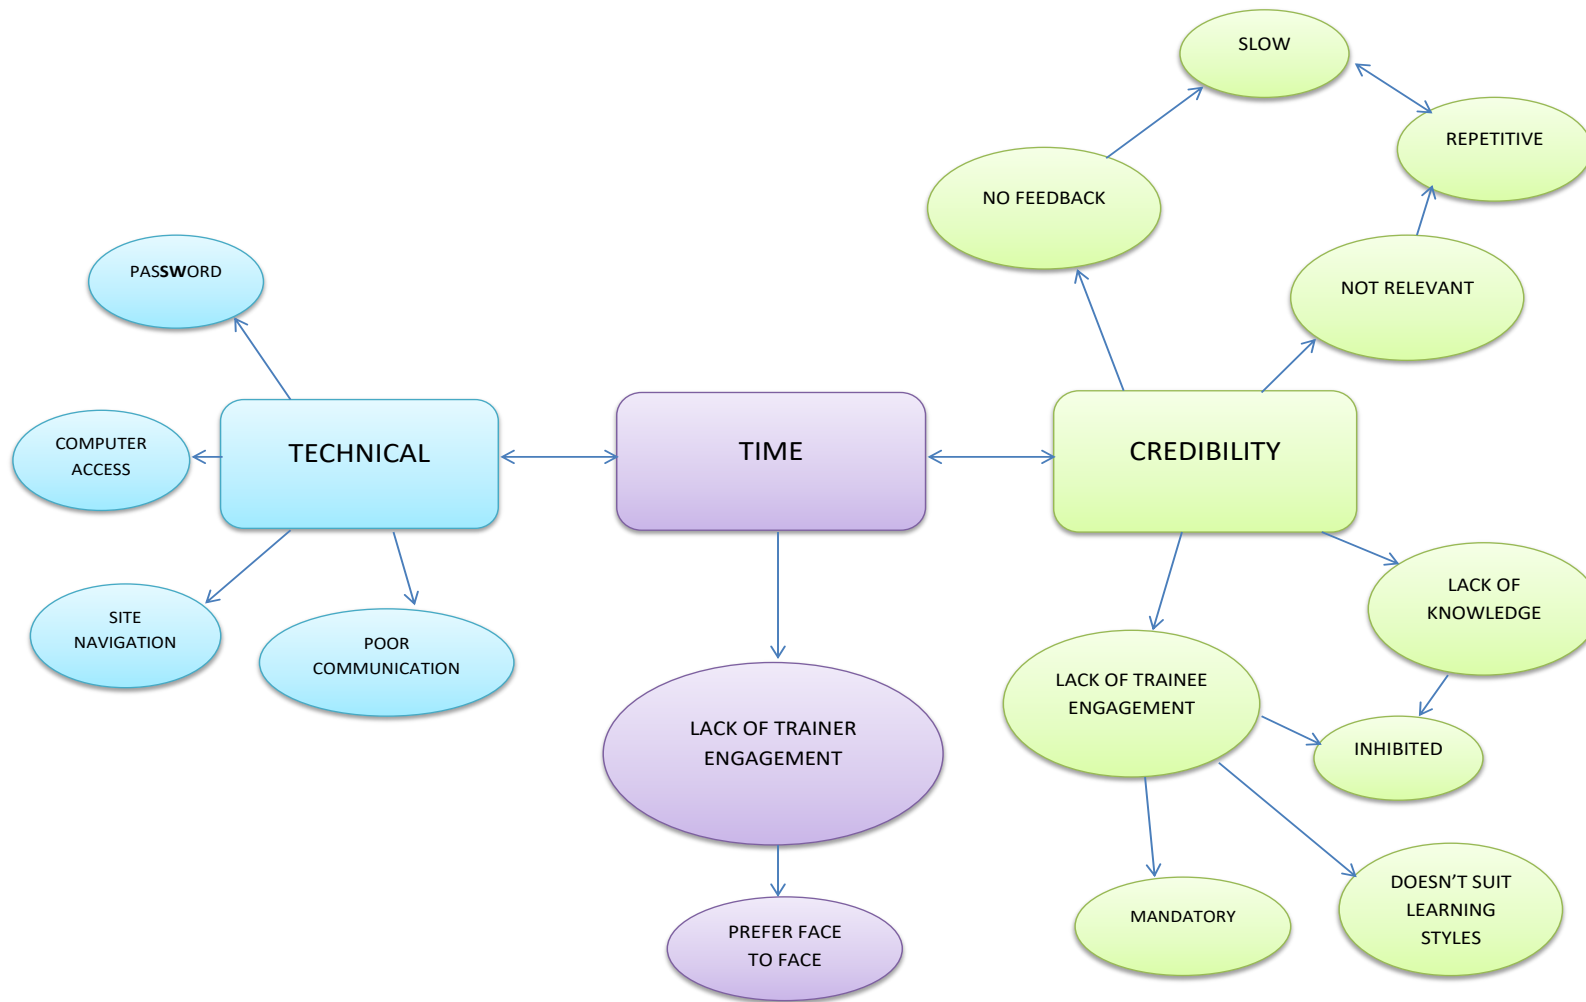 SLOW
REPETITIVE
NO FEEDBACK
NOT RELEVANT
PASSWORD
COMPUTER
ACCESS
TECHNICAL
TIME
CREDIBILITY
SITE
NAVIGATION
POOR
COMMUNICATION
LACK OF TRAINER
ENGAGEMENT
PREFER FACE
TO FACE
LACK OF
KNOWLEDGE
LACK OF TRAINEE
ENGAGEMENT
INHIBITED
MANDATORY
DOESN’T SUIT
LEARNING
STYLES